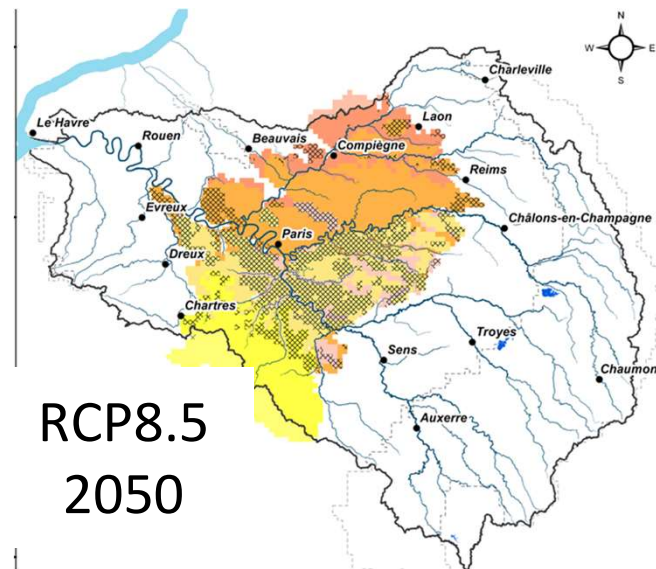 N
W E
S
Charleville
Le Havre
Rouen
Beauvais
Laon
Compiègne
Reims
Evreux
Châlons-en-Champagne
Paris
Dreux
Chartres
Troyes
Sens
Chaumon
Auxerre
RCP8.5
2050